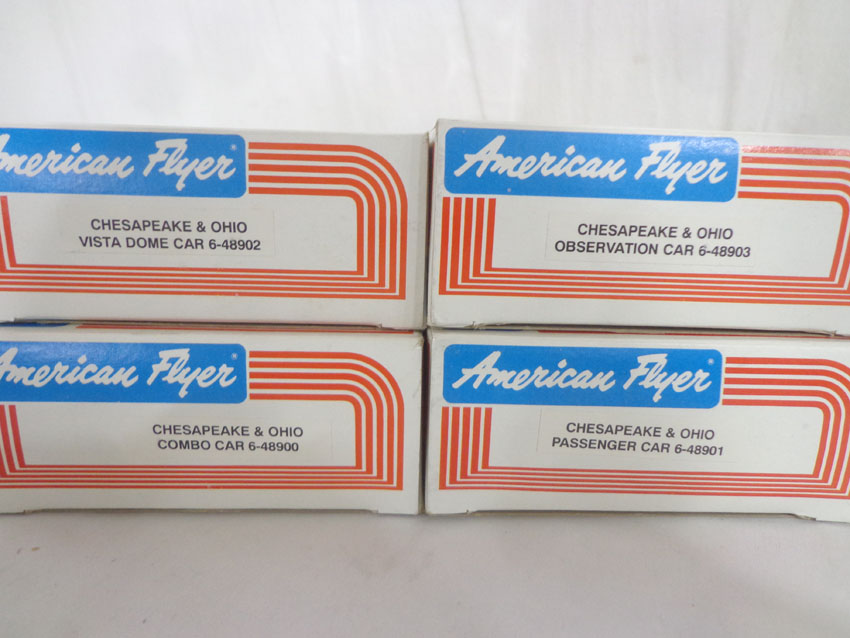 American Flyer®
CHESAPEAKE & OHIO
VISTA DOME CAR 6-48902
American Flyer®
CHESAPEAKE & OHIO
OBSERVATION CAR 6-48903
American Flyer®
CHESAPEAKE & OHIO
COMBO CAR 6-48900
American Flyer®
CHESAPEAKE & OHIO
PASSENGER CAR 6-48901